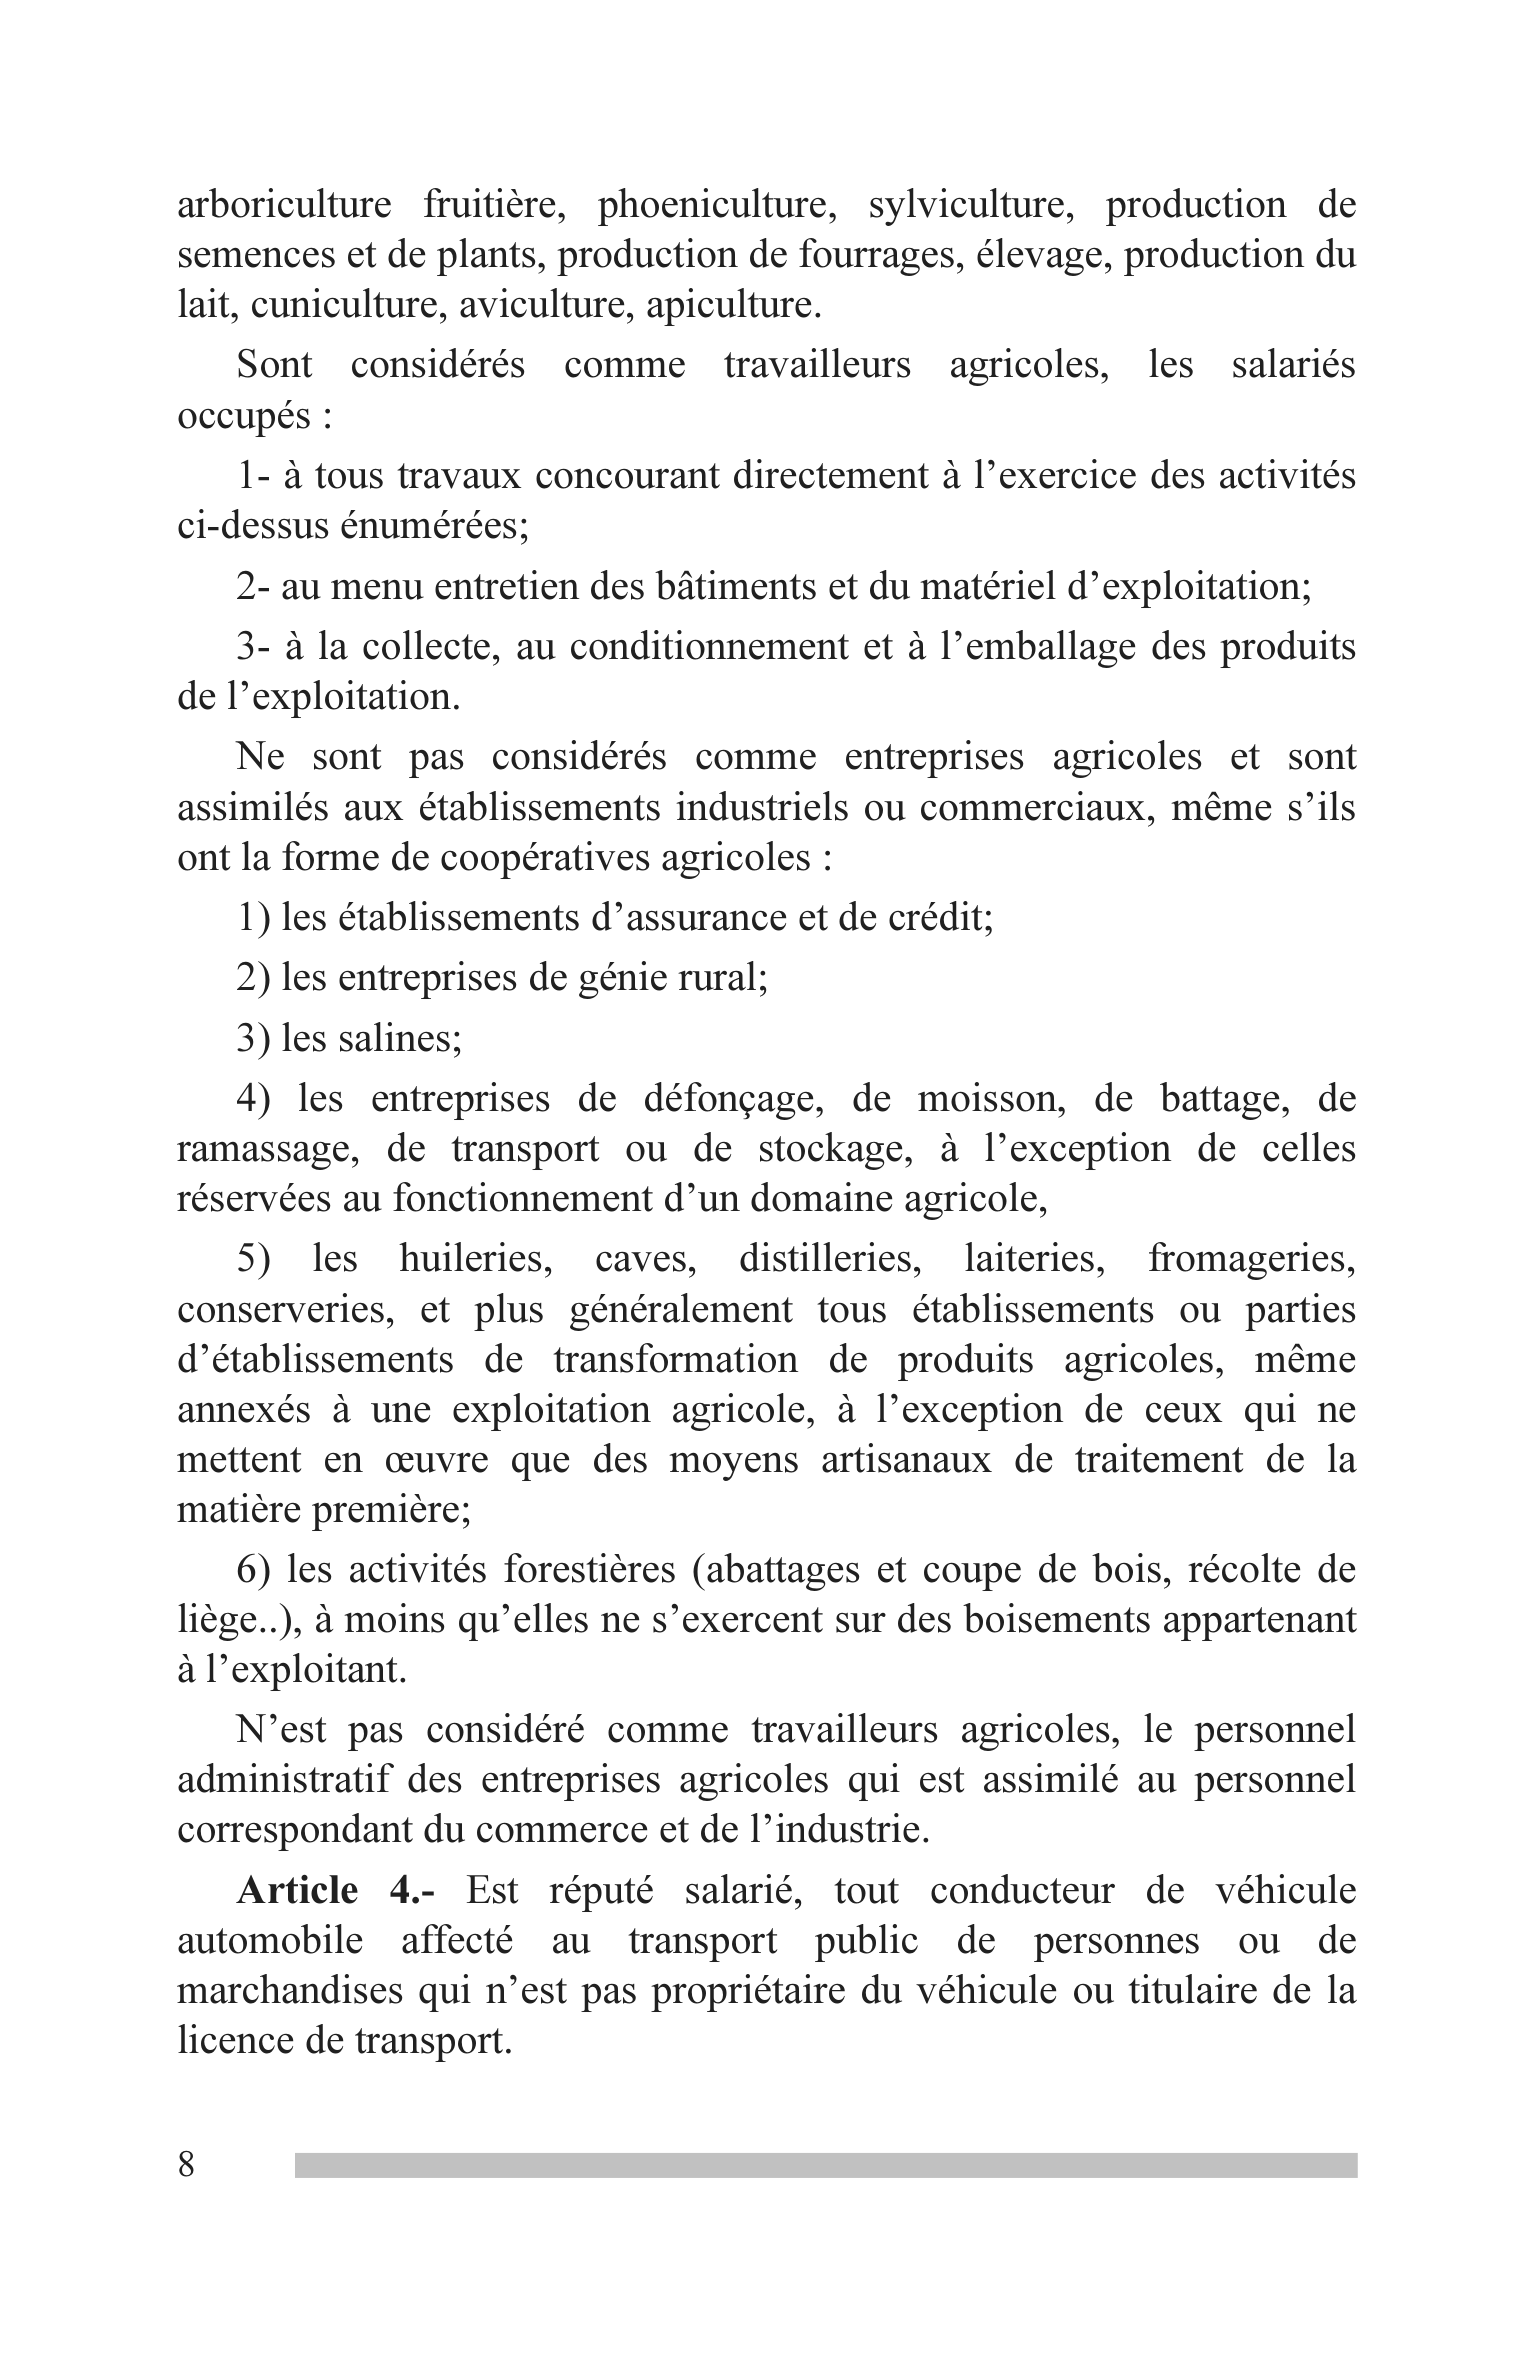 arboriculture fruitière, phoeniculture, sylviculture, production de
semences et de plants, production de fourrages, élevage, production du
lait, cuniculture, aviculture, apiculture.
Sont considérés comme travailleurs agricoles, les salariés
occupés :
1- à tous travaux concourant directement à l’exercice des activités
ci-dessus énumérées;
2- au menu entretien des bâtiments et du matériel d’exploitation;
3- à la collecte, au conditionnement et à l’emballage des produits
de l’exploitation.
Ne sont pas considérés comme entreprises agricoles et sont
assimilés aux établissements industriels ou commerciaux, même s’ils
ont la forme de coopératives agricoles :
1) les établissements d’assurance et de crédit;
2) les entreprises de génie rural;
3) les salines;
4) les entreprises de défonçage, de moisson, de battage, de
ramassage, de transport ou de stockage, à l’exception de celles
réservées au fonctionnement d’un domaine agricole,
5) les huileries, caves, distilleries, laiteries, fromageries,
conserveries, et plus généralement tous établissements ou parties
d’établissements de transformation de produits agricoles, même
annexés à une exploitation agricole, à l’exception de ceux qui ne
mettent en œuvre que des moyens artisanaux de traitement de la
matière première;
6) les activités forestières (abattages et coupe de bois, récolte de
liège..), à moins qu’elles ne s’exercent sur des boisements appartenant
à l’exploitant.
N’est pas considéré comme travailleurs agricoles, le personnel
administratif des entreprises agricoles qui est assimilé au personnel
correspondant du commerce et de l’industrie.
Article 4.- Est réputé salarié, tout conducteur de véhicule
automobile affecté au transport public de personnes ou de
marchandises qui n’est pas propriétaire du véhicule ou titulaire de la
licence de transport.
8